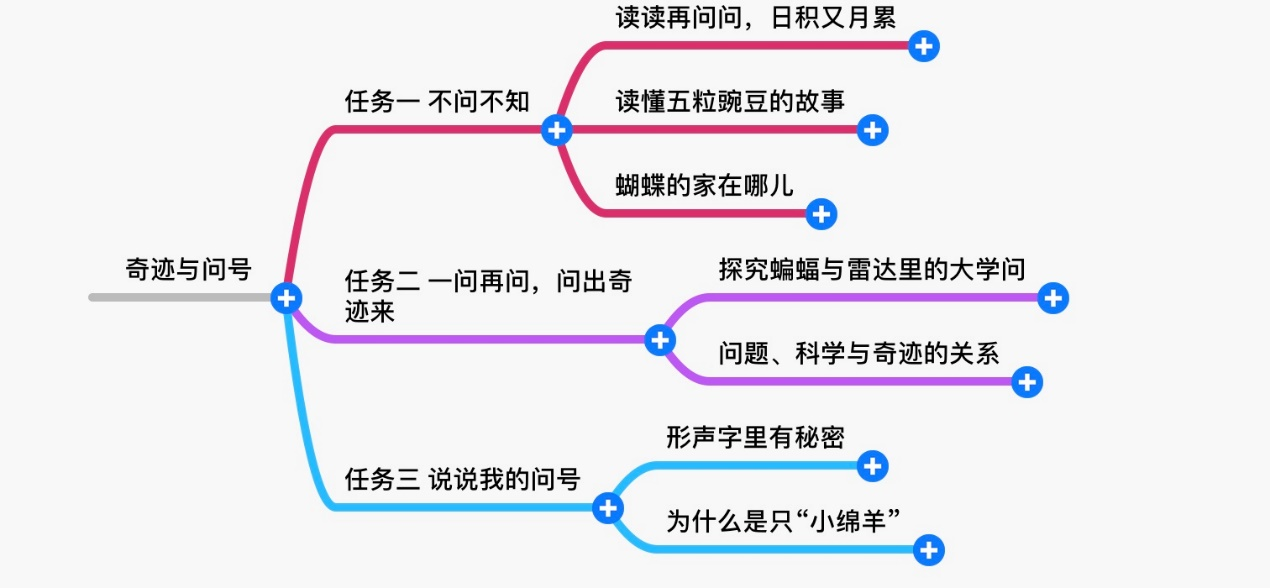 奇迹与问号
任务一 不问不知
读读再问问，日积又月累
读懂五粒豌豆的故事
蝴蝶的家在哪儿
任务二 一问再问，问出奇
迹来
探究蝙蝠与雷达里的大学问
问题、科学与奇迹的关系
任务三 说说我的问号
形声字里有秘密
为什么是只“小绵羊”